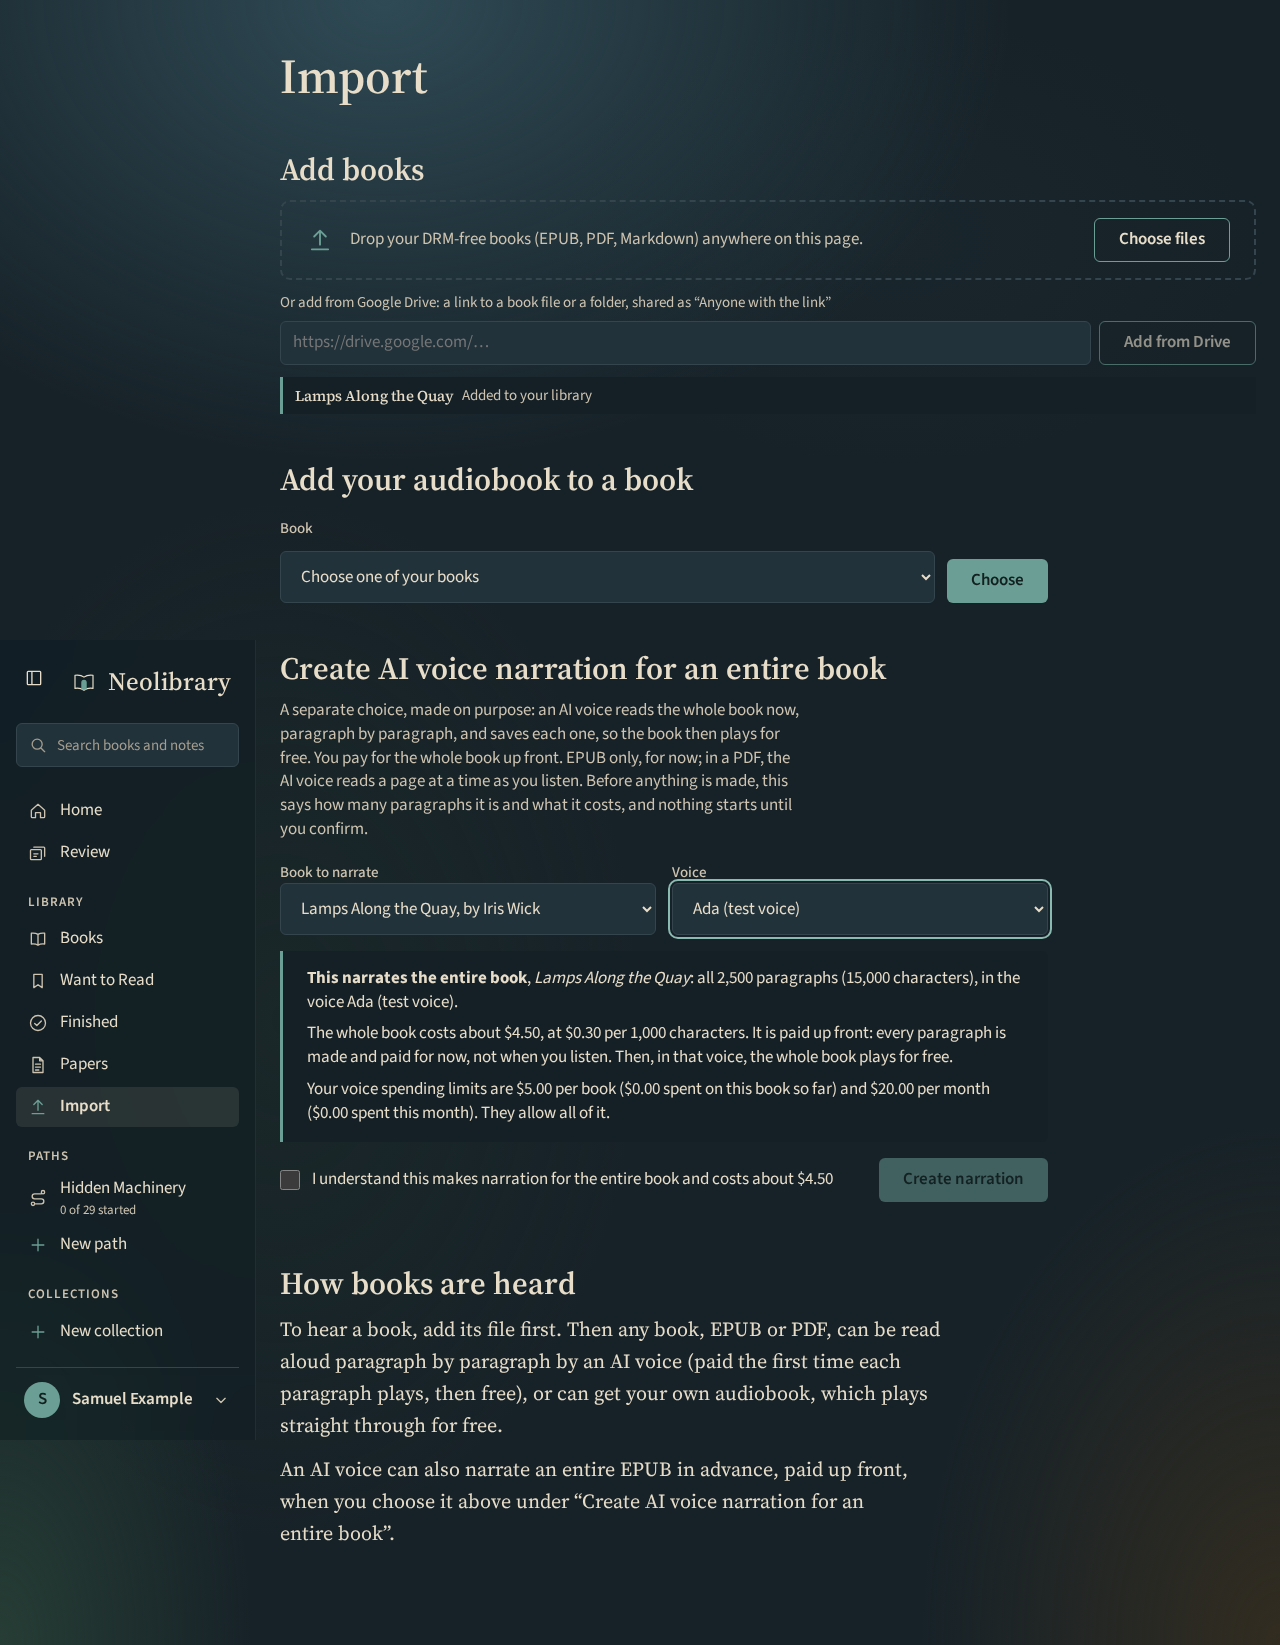 Import
Add books
Drop your DRM-free books (EPUB, PDF, Markdown) anywhere on this page.
Choose files
Or add from Google Drive: a link to a book file or a folder, shared as “Anyone with the link”
https://drive.google.com/…
Add from Drive
Lamps Along the Quay Added to your library
Add your audiobook to a book
Book
Choose one of your books
Choose
Neolibrary
Search books and notes
Home
Review
LIBRARY
Books
Want to Read
Finished
Papers
Import
PATHS
Hidden Machinery
0 of 29 started
New path
COLLECTIONS
New collection
S
Samuel Example
Create AI voice narration for an entire book
A separate choice, made on purpose: an AI voice reads the whole book now,
paragraph by paragraph, and saves each one, so the book then plays for
free. You pay for the whole book up front. EPUB only, for now; in a PDF, the
AI voice reads a page at a time as you listen. Before anything is made, this
says how many paragraphs it is and what it costs, and nothing starts until
you confirm.
Book to narrate
Lamps Along the Quay, by Iris Wick
Voice
Ada (test voice)
This narrates the entire book, Lamps Along the Quay: all 2,500 paragraphs (15,000 characters), in the
voice Ada (test voice).
The whole book costs about $4.50, at $0.30 per 1,000 characters. It is paid up front: every paragraph is
made and paid for now, not when you listen. Then, in that voice, the whole book plays for free.
Your voice spending limits are $5.00 per book ($0.00 spent on this book so far) and $20.00 per month
($0.00 spent this month). They allow all of it.
I understand this makes narration for the entire book and costs about $4.50
Create narration
How books are heard
To hear a book, add its file first. Then any book, EPUB or PDF, can be read
aloud paragraph by paragraph by an AI voice (paid the first time each
paragraph plays, then free), or can get your own audiobook, which plays
straight through for free.
An AI voice can also narrate an entire EPUB in advance, paid up front,
when you choose it above under “Create AI voice narration for an
entire book”.